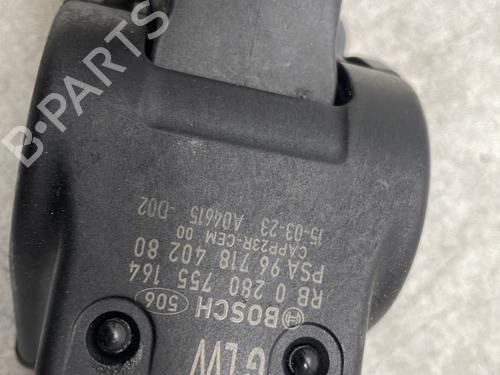 G LW
BOSCH 506
RB 0 280 755 164
PSA 96 718 402 80
CAPP23R-CEM 00
15-03-23 A04615 -D02
B-Parts